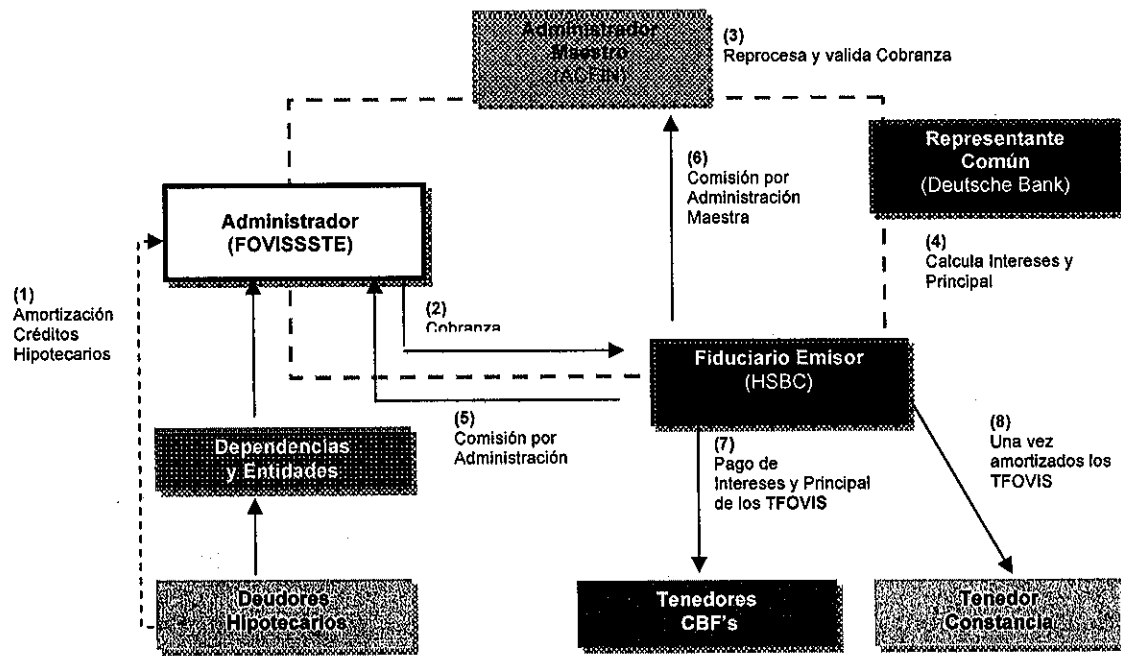 Administrador
Maestro
(ACFIN)
(3)
Reprocesa y valida Cobranza
Representante
Común
(Deutsche Bank)
(6)
Comisión por
Administración
Maestra
Administrador
(FOVISSSTE)
(4)
Calcula Intereses y
Principal
(1)
Amortización
Créditos
Hipotecarios
(2)
Cobranza
Fiduciario Emisor
(HSBC)
(5)
Comisión por
Administración
Dependencias
y Entidades
(7)
Pago de
Intereses y Principal
de los TFOVIS
(8)
Una vez
amortizados los
TFOVIS
Deudores
Hipotecarios
Tenedores
CBF's
Tenedor
Constancia